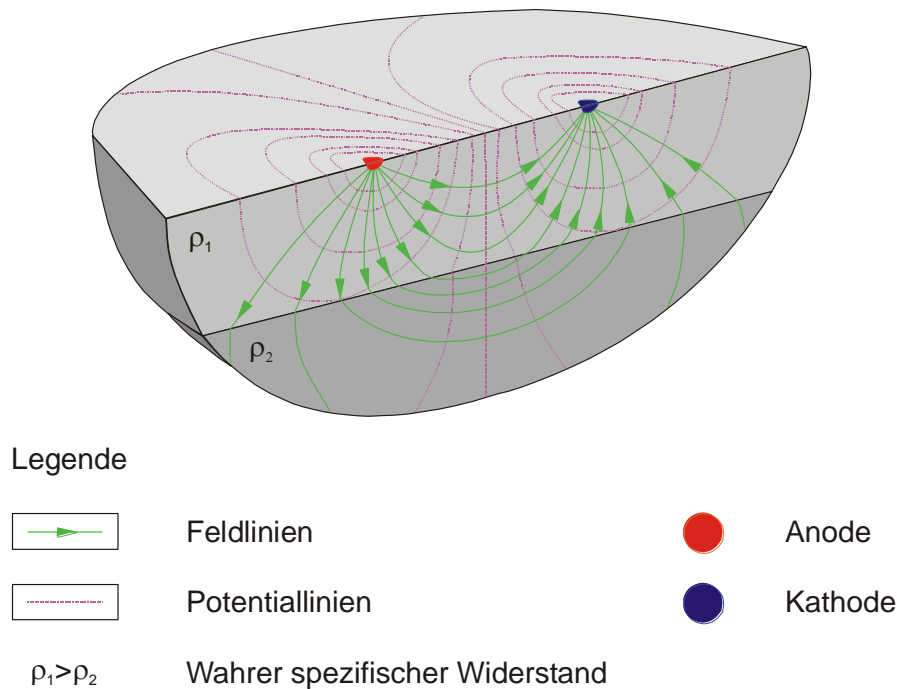 ρ₁
ρ₂
Legende
Feldlinien
Anode
Potentiallinien
Kathode
ρ₁>ρ₂
Wahrer spezifischer Widerstand